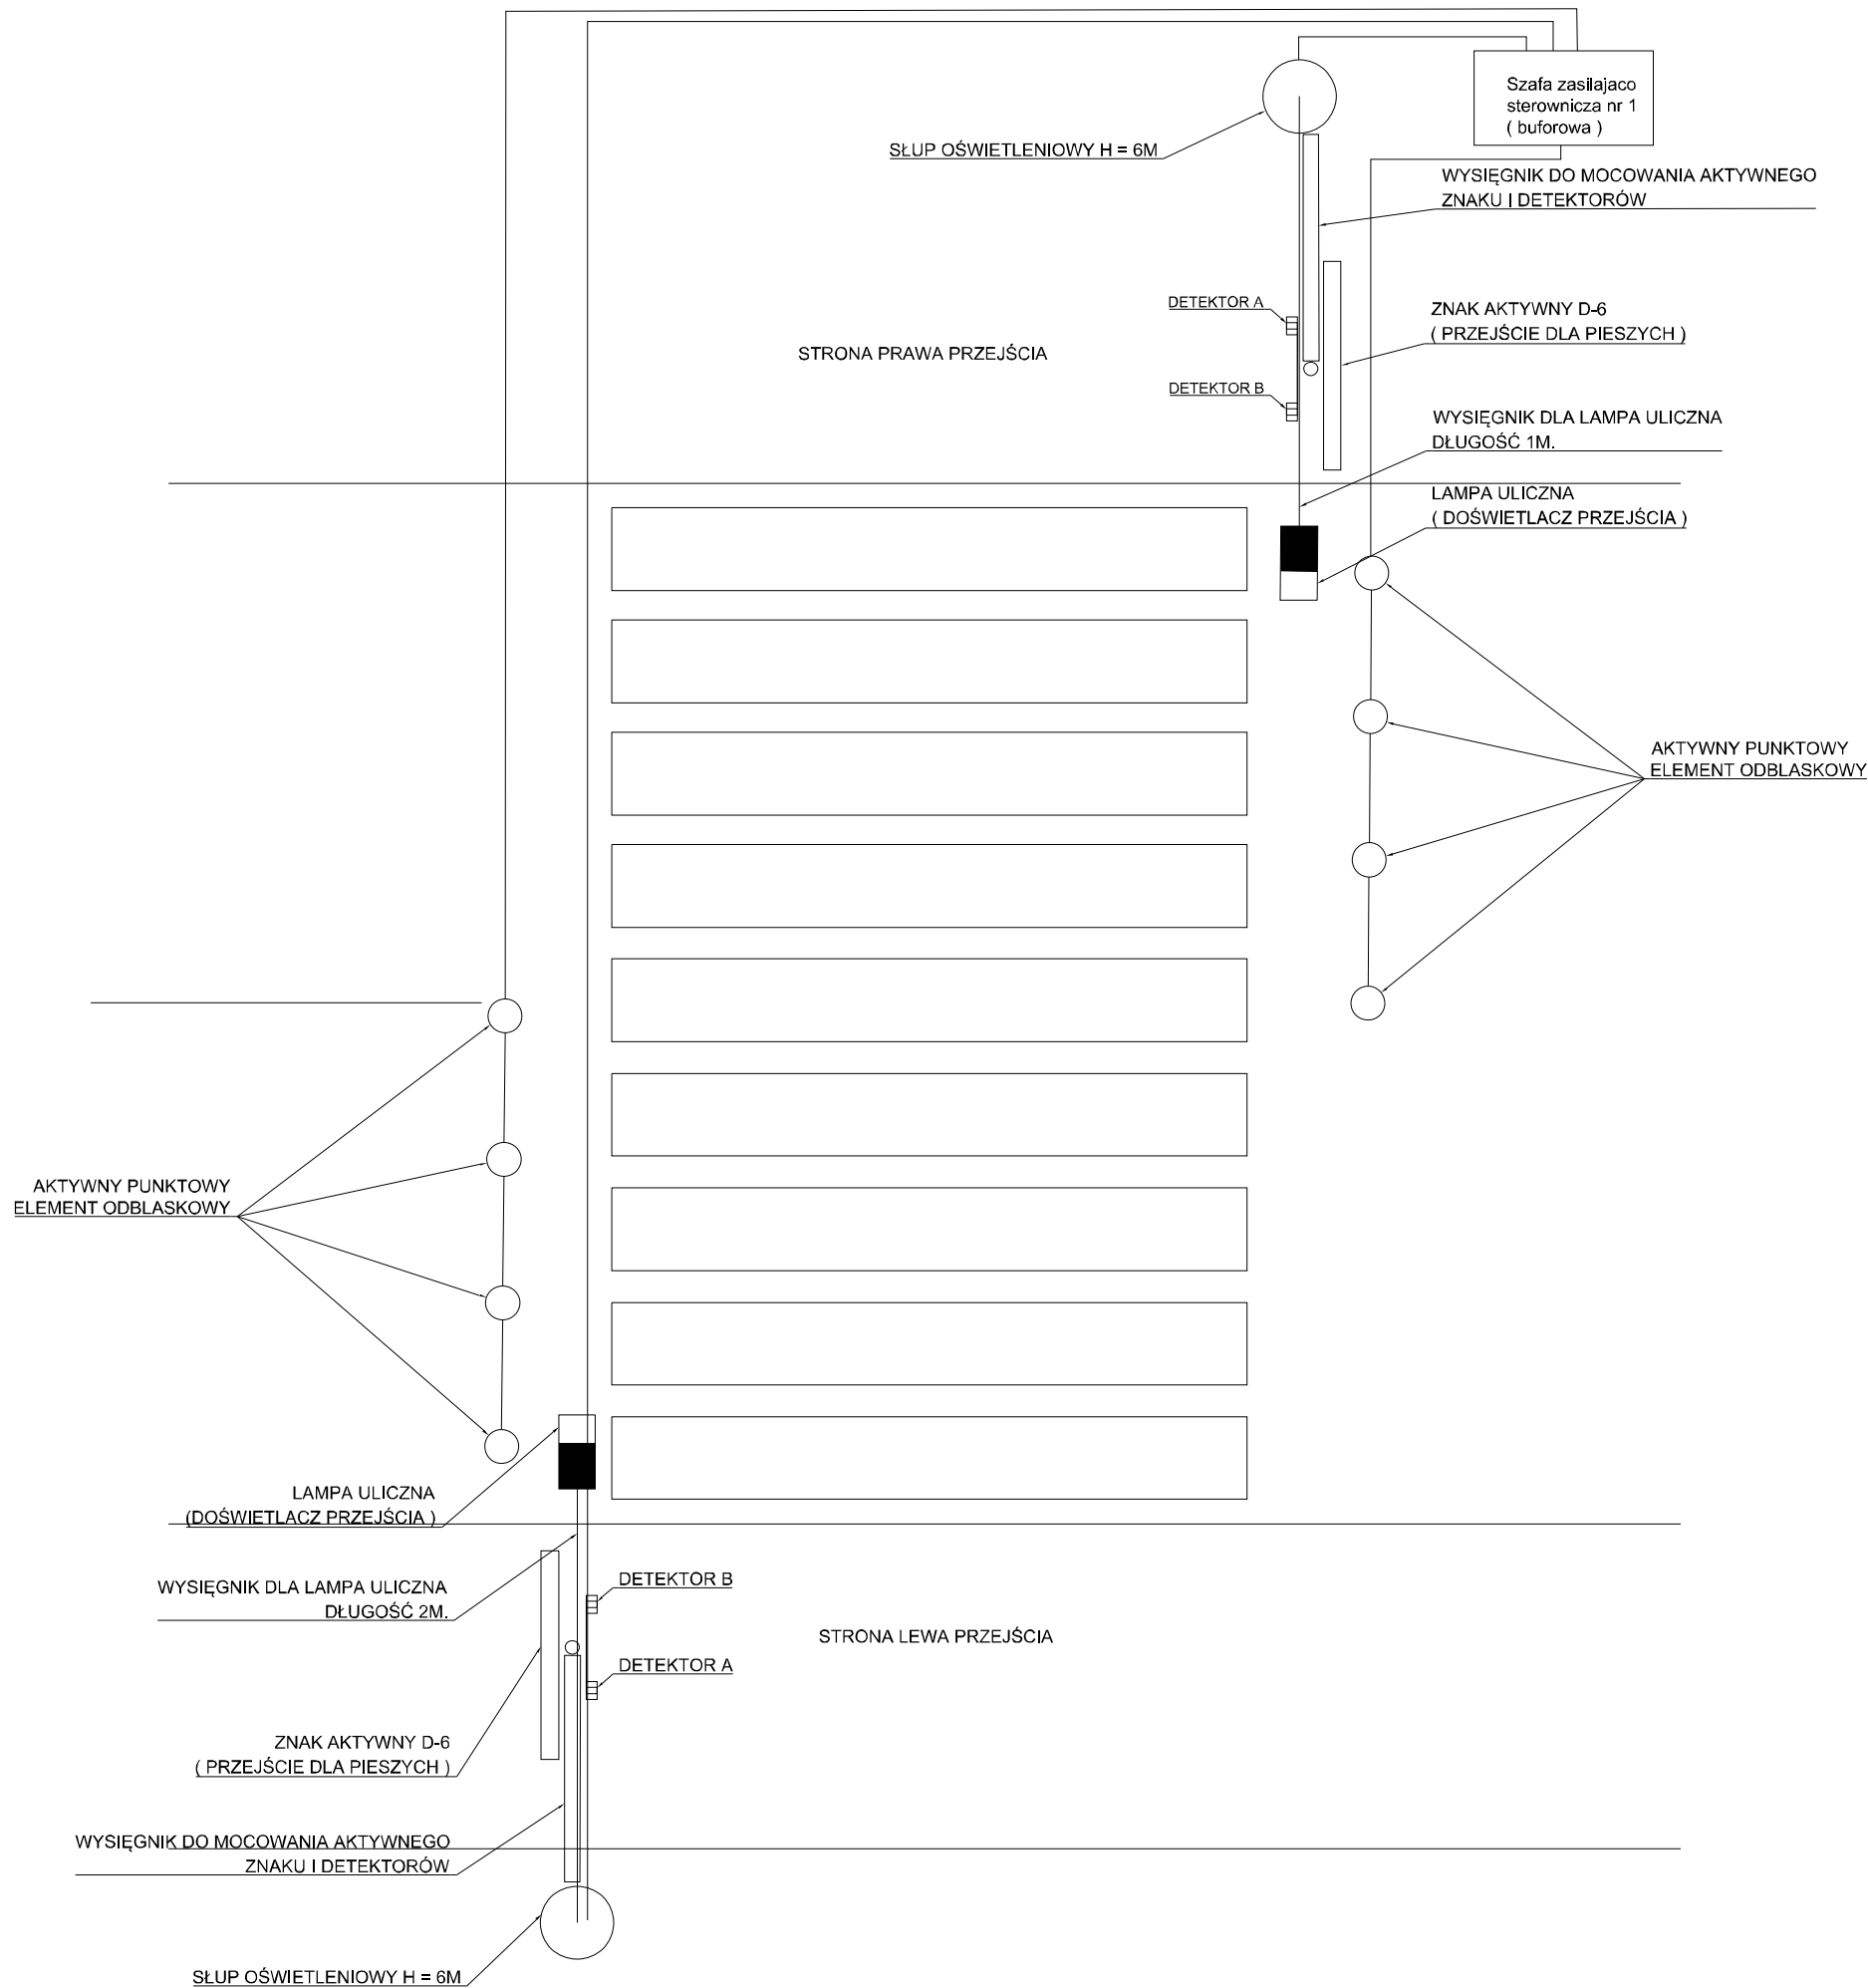 Szafa zasilajaco
sterownicza nr 1
( buforowa )
SŁUP OŚWIETLENIOWY H = 6M
WYSIĘGNIK DO MOCOWANIA AKTYWNEGO
ZNAKU I DETEKTORÓW
DETEKTOR A
ZNAK AKTYWNY D-6
( PRZEJŚCIE DLA PIESZYCH )
STRONA PRAWA PRZEJŚCIA
DETEKTOR B
WYSIĘGNIK DLA LAMPA ULICZNA
DŁUGOŚĆ 1M.
LAMPA ULICZNA
( DOŚWIETLACZ PRZEJŚCIA )
AKTYWNY PUNKTOWY
ELEMENT ODBLASKOWY
AKTYWNY PUNKTOWY
ELEMENT ODBLASKOWY
LAMPA ULICZNA
(DOŚWIETLACZ PRZEJŚCIA )
WYSIĘGNIK DLA LAMPA ULICZNA
DŁUGOŚĆ 2M.
DETEKTOR B
STRONA LEWA PRZEJŚCIA
DETEKTOR A
ZNAK AKTYWNY D-6
( PRZEJŚCIE DLA PIESZYCH )
WYSIĘGNIK DO MOCOWANIA AKTYWNEGO
ZNAKU I DETEKTORÓW
SŁUP OŚWIETLENIOWY H = 6M